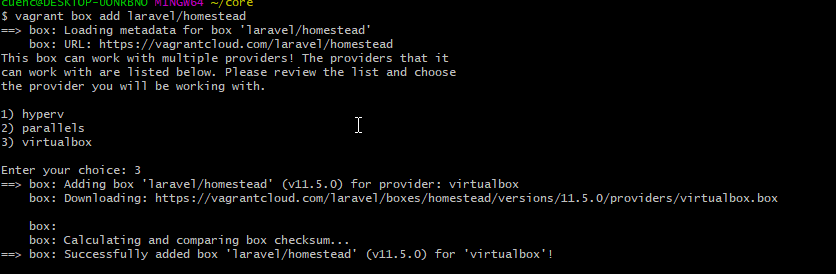 cuenc@DESKTOP-UONRBNO MINGW64 ~/core
$ vagrant box add laravel/homestead
==> box: Loading metadata for box 'laravel/homestead'
box: URL: https://vagrantcloud.com/laravel/homestead
This box can work with multiple providers! The providers that it
can work with are listed below. Please review the list and choose
the provider you will be working with.
1) hyperv
2) parallels
3) virtualbox
Enter your choice: 3
==> box: Adding box 'laravel/homestead' (v11.5.0) for provider: virtualbox
box: Downloading: https://vagrantcloud.com/laravel/boxes/homestead/versions/11.5.0/providers/virtualbox.box
box:
box: Calculating and comparing box checksum...
==> box: Successfully added box 'laravel/homestead' (v11.5.0) for 'virtualbox'!